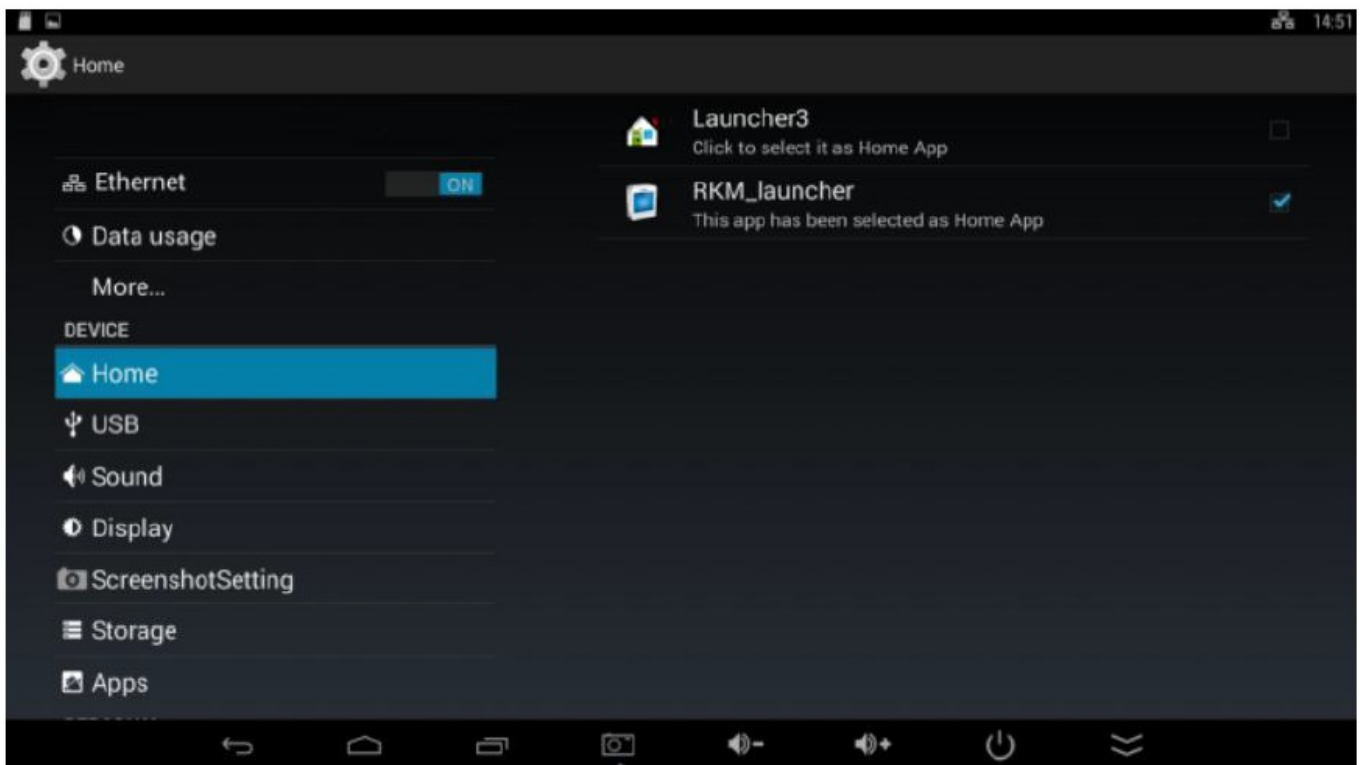 14:51
Home
Ethernet
ON
Data usage
More...
DEVICE
Home
USB
Sound
Display
ScreenshotSetting
Storage
Apps
Launcher3
Click to select it as Home App
RKM_launcher
This app has been selected as Home App